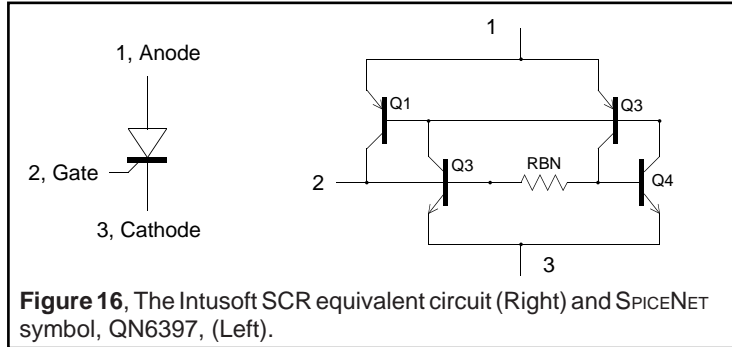 1, Anode
2, Gate
3, Cathode
1
Q1
Q3
Q3
RBN
Q4
2
3
Figure 16, The Intusoft SCR equivalent circuit (Right) and SPICENET
symbol, QN6397, (Left).